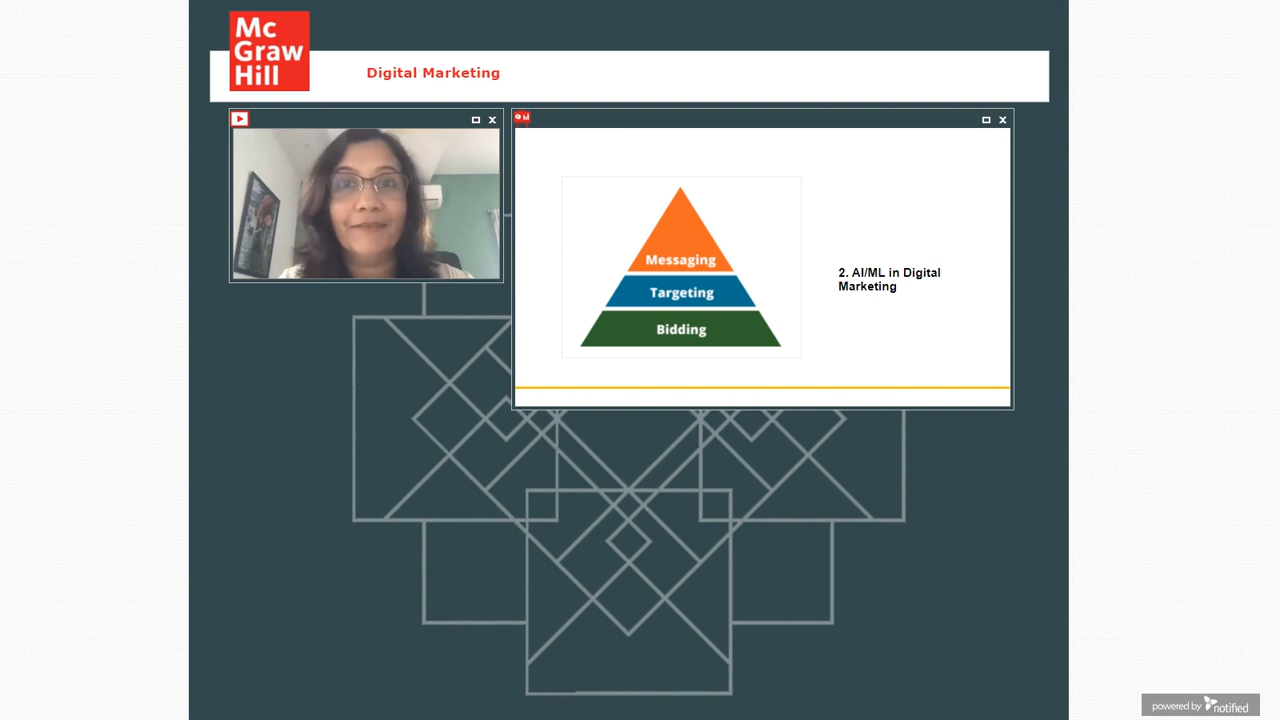 Mc
Graw
Hill
Digital Marketing
Messaging
Targeting
Bidding
2. AI/ML in Digital
Marketing
powered by notified